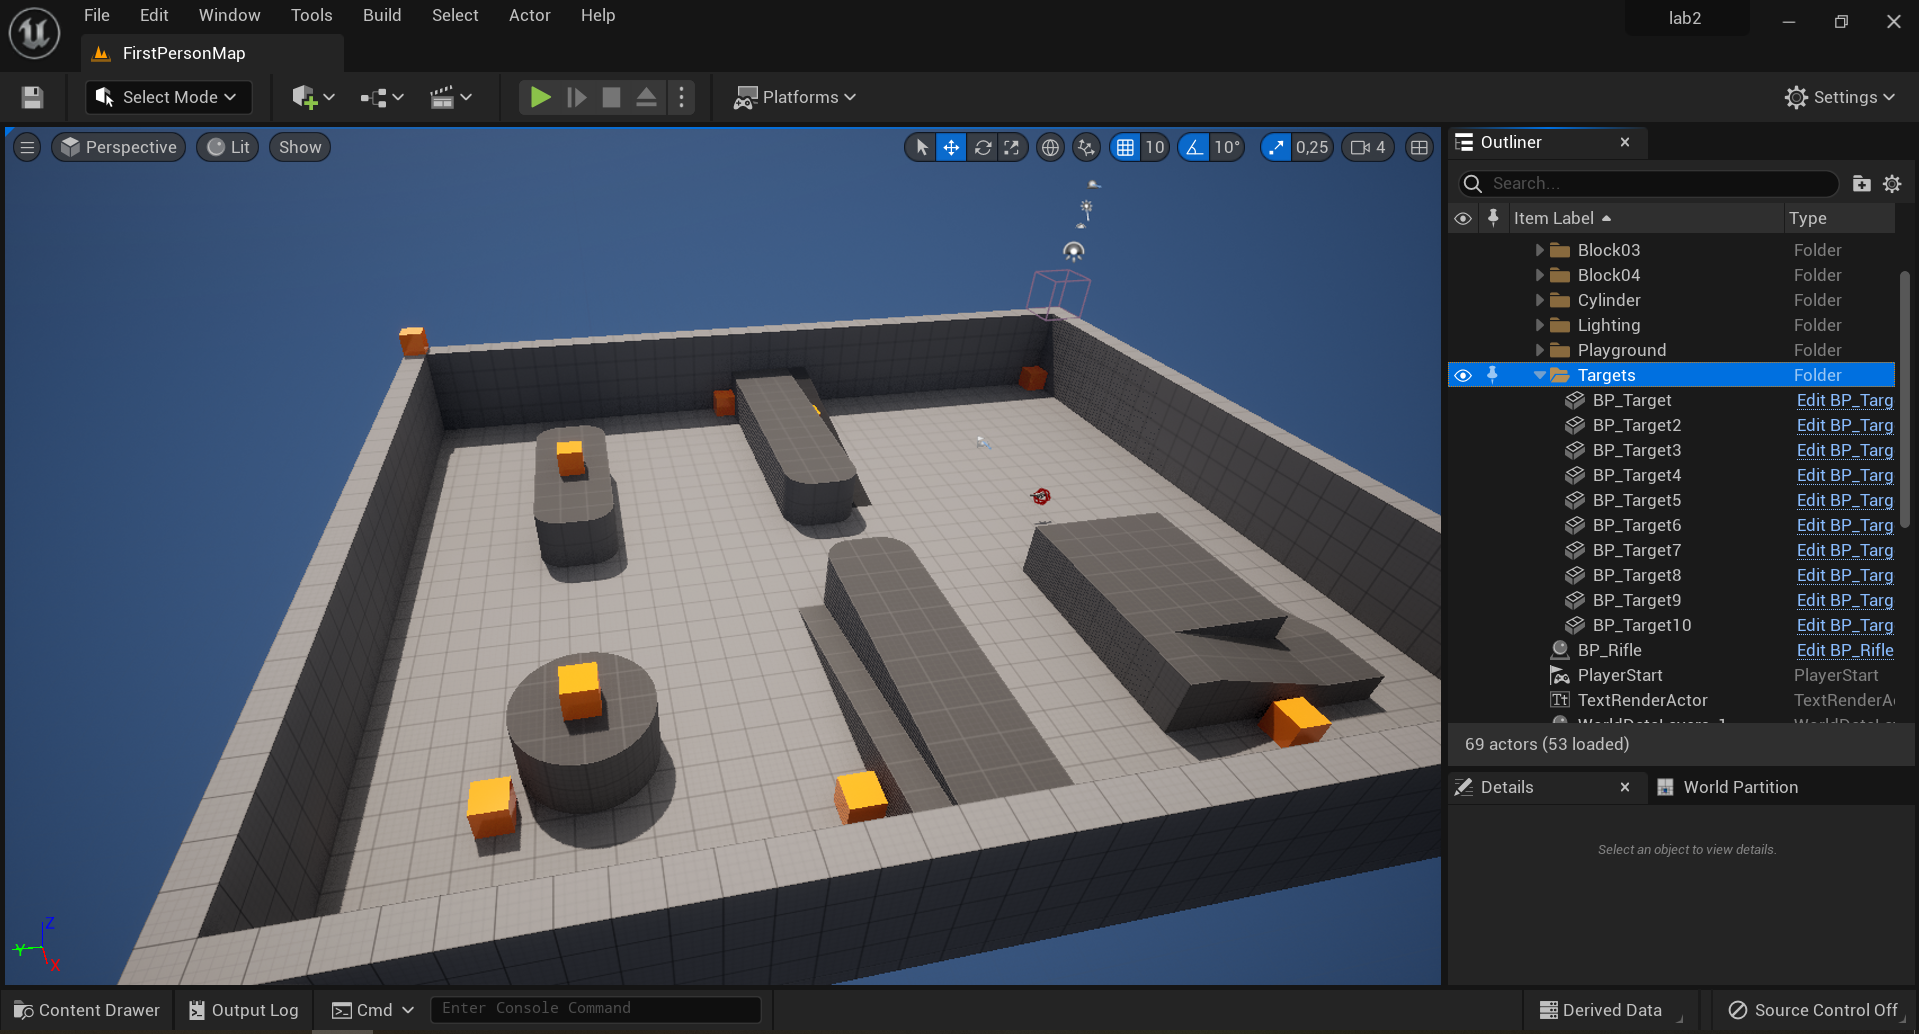 File Edit Window Tools Build Select Actor Help
lab2
FirstPersonMap
Select Mode
Platforms
Settings
Perspective Lit Show
10 10° 0,25 4
Outliner
Search...
Item Label Type
Block03 Folder
Block04 Folder
Cylinder Folder
Lighting Folder
Playground Folder
Targets Folder
BP_Target Edit BP_Targ
BP_Target2 Edit BP_Targ
BP_Target3 Edit BP_Targ
BP_Target4 Edit BP_Targ
BP_Target5 Edit BP_Targ
BP_Target6 Edit BP_Targ
BP_Target7 Edit BP_Targ
BP_Target8 Edit BP_Targ
BP_Target9 Edit BP_Targ
BP_Target10 Edit BP_Targ
BP_Rifle Edit BP_Rifle
PlayerStart PlayerStart
TextRenderActor TextRenderA
69 actors (53 loaded)
Details World Partition
Select an object to view details.
Z
Y
X
Content Drawer Output Log Cmd Enter Console Command Derived Data Source Control Off